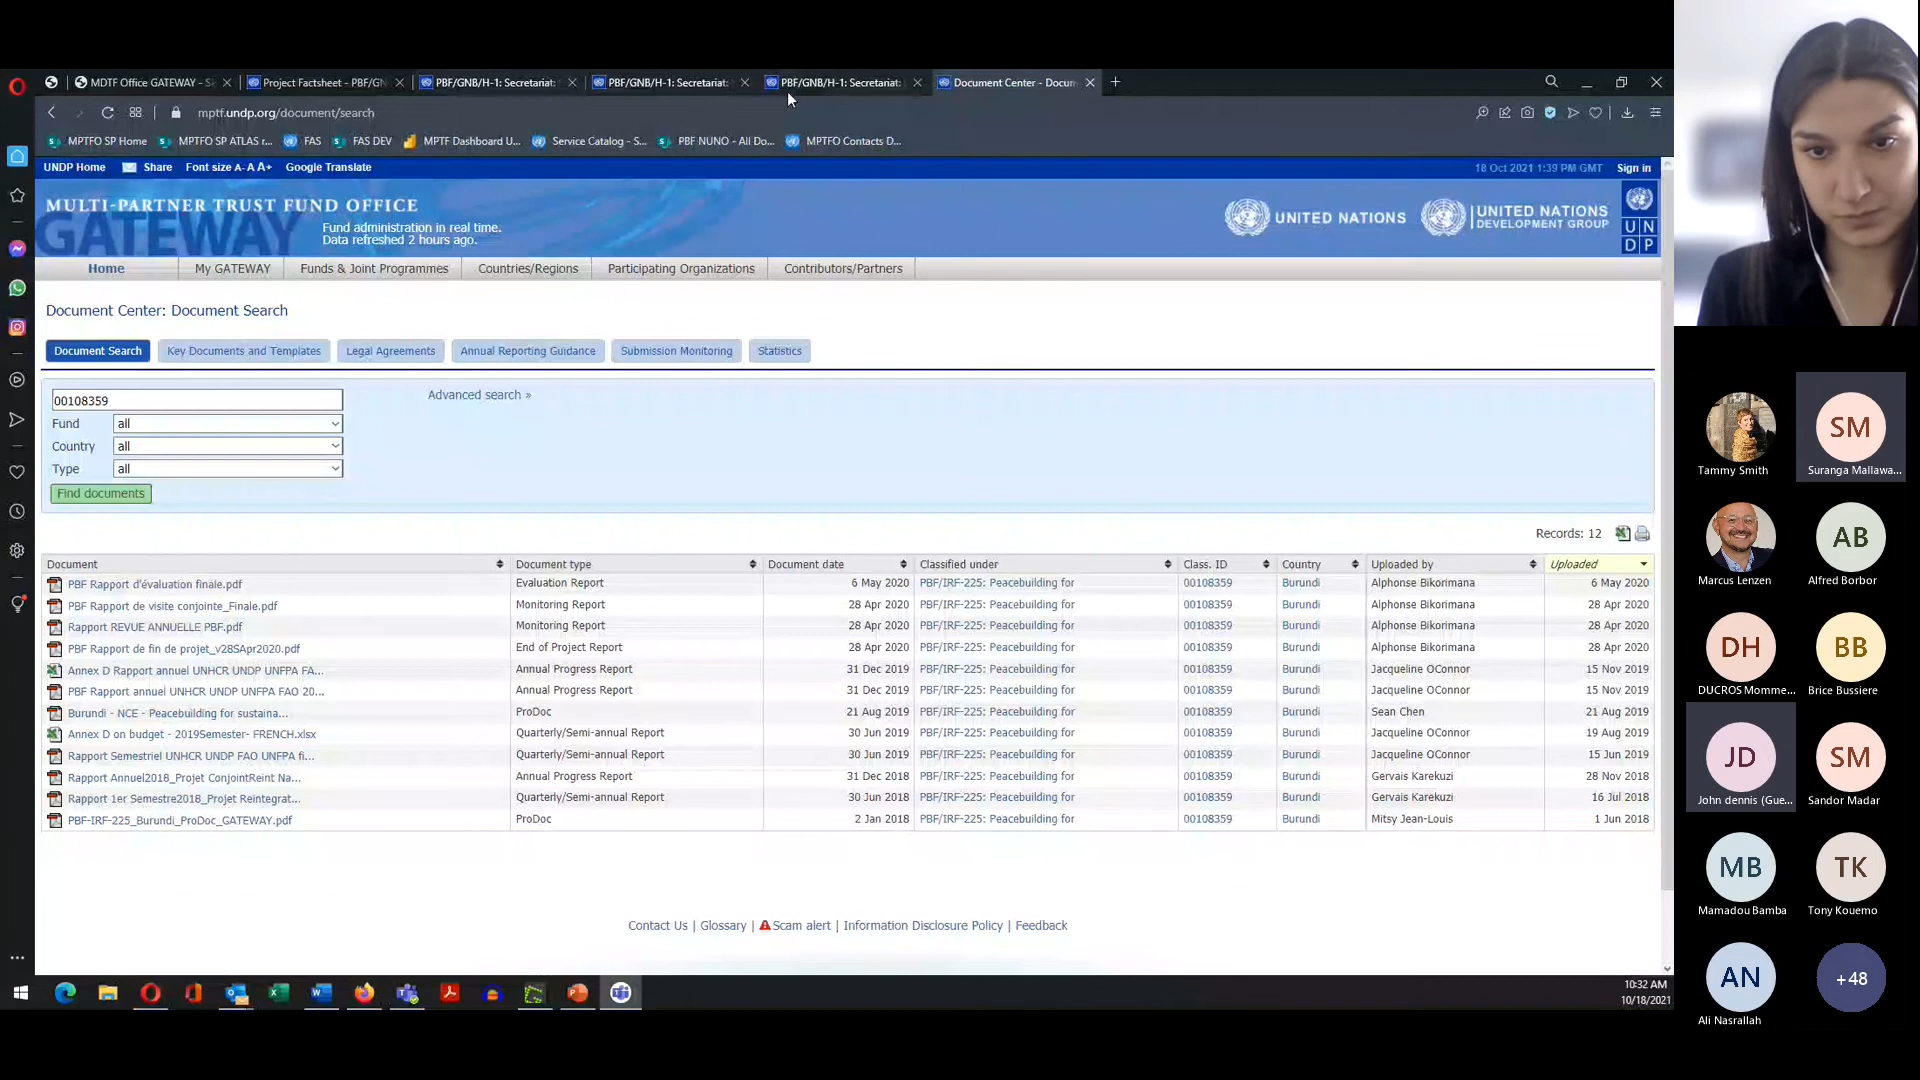 MDTF Office GATEWAY - S
Project Factsheet - PBF/GN
PBF/GNB/H-1: Secretariat:
PBF/GNB/H-1: Secretariat:
PBF/GNB/H-1: Secretariat:
Document Center - Docum
mptf.undp.org/document/search
MPTFO SP Home
MPTFO SP ATLAS r...
FAS
FAS DEV
MPTF Dashboard U...
Service Catalog - S...
PBF NUNO - All Do...
MPTFO Contacts D...
UNDP Home Share Font size A- A A+ Google Translate
18 Oct 2021 1:39 PM GMT Sign in
MULTI-PARTNER TRUST FUND OFFICE
GATEWAY
Fund administration in real time.
Data refreshed 2 hours ago.
UNITED NATIONS
UNITED NATIONS
DEVELOPMENT GROUP
U N
D P
Home My GATEWAY Funds & Joint Programmes Countries/Regions Participating Organizations Contributors/Partners
Document Center: Document Search
Document Search Key Documents and Templates Legal Agreements Annual Reporting Guidance Submission Monitoring Statistics
00108359
Advanced search »
Fund all
Country all
Type all
Find documents
Records: 12
Document Document type Document date Classified under Class. ID Country Uploaded by Uploaded
PBF Rapport d'évaluation finale.pdf Evaluation Report 6 May 2020 PBF/IRF-225: Peacebuilding for 00108359 Burundi Alphonse Bikorimana 6 May 2020
PBF Rapport de visite conjointe_Finale.pdf Monitoring Report 28 Apr 2020 PBF/IRF-225: Peacebuilding for 00108359 Burundi Alphonse Bikorimana 28 Apr 2020
Rapport REVUE ANNUELLE PBF.pdf Monitoring Report 28 Apr 2020 PBF/IRF-225: Peacebuilding for 00108359 Burundi Alphonse Bikorimana 28 Apr 2020
PBF Rapport de fin de projet_v28SApr2020.pdf End of Project Report 28 Apr 2020 PBF/IRF-225: Peacebuilding for 00108359 Burundi Alphonse Bikorimana 28 Apr 2020
Annex D Rapport annuel UNHCR UNDP UNFPA FA... Annual Progress Report 31 Dec 2019 PBF/IRF-225: Peacebuilding for 00108359 Burundi Jacqueline OConnor 15 Nov 2019
PBF Rapport annuel UNHCR UNDP UNFPA FAO 20... Annual Progress Report 31 Dec 2019 PBF/IRF-225: Peacebuilding for 00108359 Burundi Jacqueline OConnor 15 Nov 2019
Burundi - NCE - Peacebuilding for sustaina... ProDoc 21 Aug 2019 PBF/IRF-225: Peacebuilding for 00108359 Burundi Sean Chen 21 Aug 2019
Annex D on budget - 2019Semester- FRENCH.xlsx Quarterly/Semi-annual Report 30 Jun 2019 PBF/IRF-225: Peacebuilding for 00108359 Burundi Jacqueline OConnor 19 Aug 2019
Rapport Semestriel UNHCR UNDP FAO UNFPA fi... Quarterly/Semi-annual Report 30 Jun 2019 PBF/IRF-225: Peacebuilding for 00108359 Burundi Jacqueline OConnor 15 Jun 2019
Rapport Annuel2018_Projet ConjointReint Na... Annual Progress Report 31 Dec 2018 PBF/IRF-225: Peacebuilding for 00108359 Burundi Gervais Karekuzi 28 Nov 2018
Rapport 1er Semestre2018_Projet Reintegrat... Quarterly/Semi-annual Report 30 Jun 2018 PBF/IRF-225: Peacebuilding for 00108359 Burundi Gervais Karekuzi 16 Jul 2018
PBF-IRF-225_Burundi_ProDoc_GATEWAY.pdf ProDoc 2 Jan 2018 PBF/IRF-225: Peacebuilding for 00108359 Burundi Mitsy Jean-Louis 1 Jun 2018
Contact Us | Glossary | Scam alert | Information Disclosure Policy | Feedback
10:32 AM
10/18/2021
Tammy Smith
SM
Suranga Mallawa...
Marcus Lenzen
AB
Alfred Borbor
DH
DUCROS Momme...
BB
Brice Bussiere
JD
John dennis (Gue...
SM
Sandor Madar
MB
Mamadou Bamba
TK
Tony Kouemo
AN
Ali Nasrallah
+48